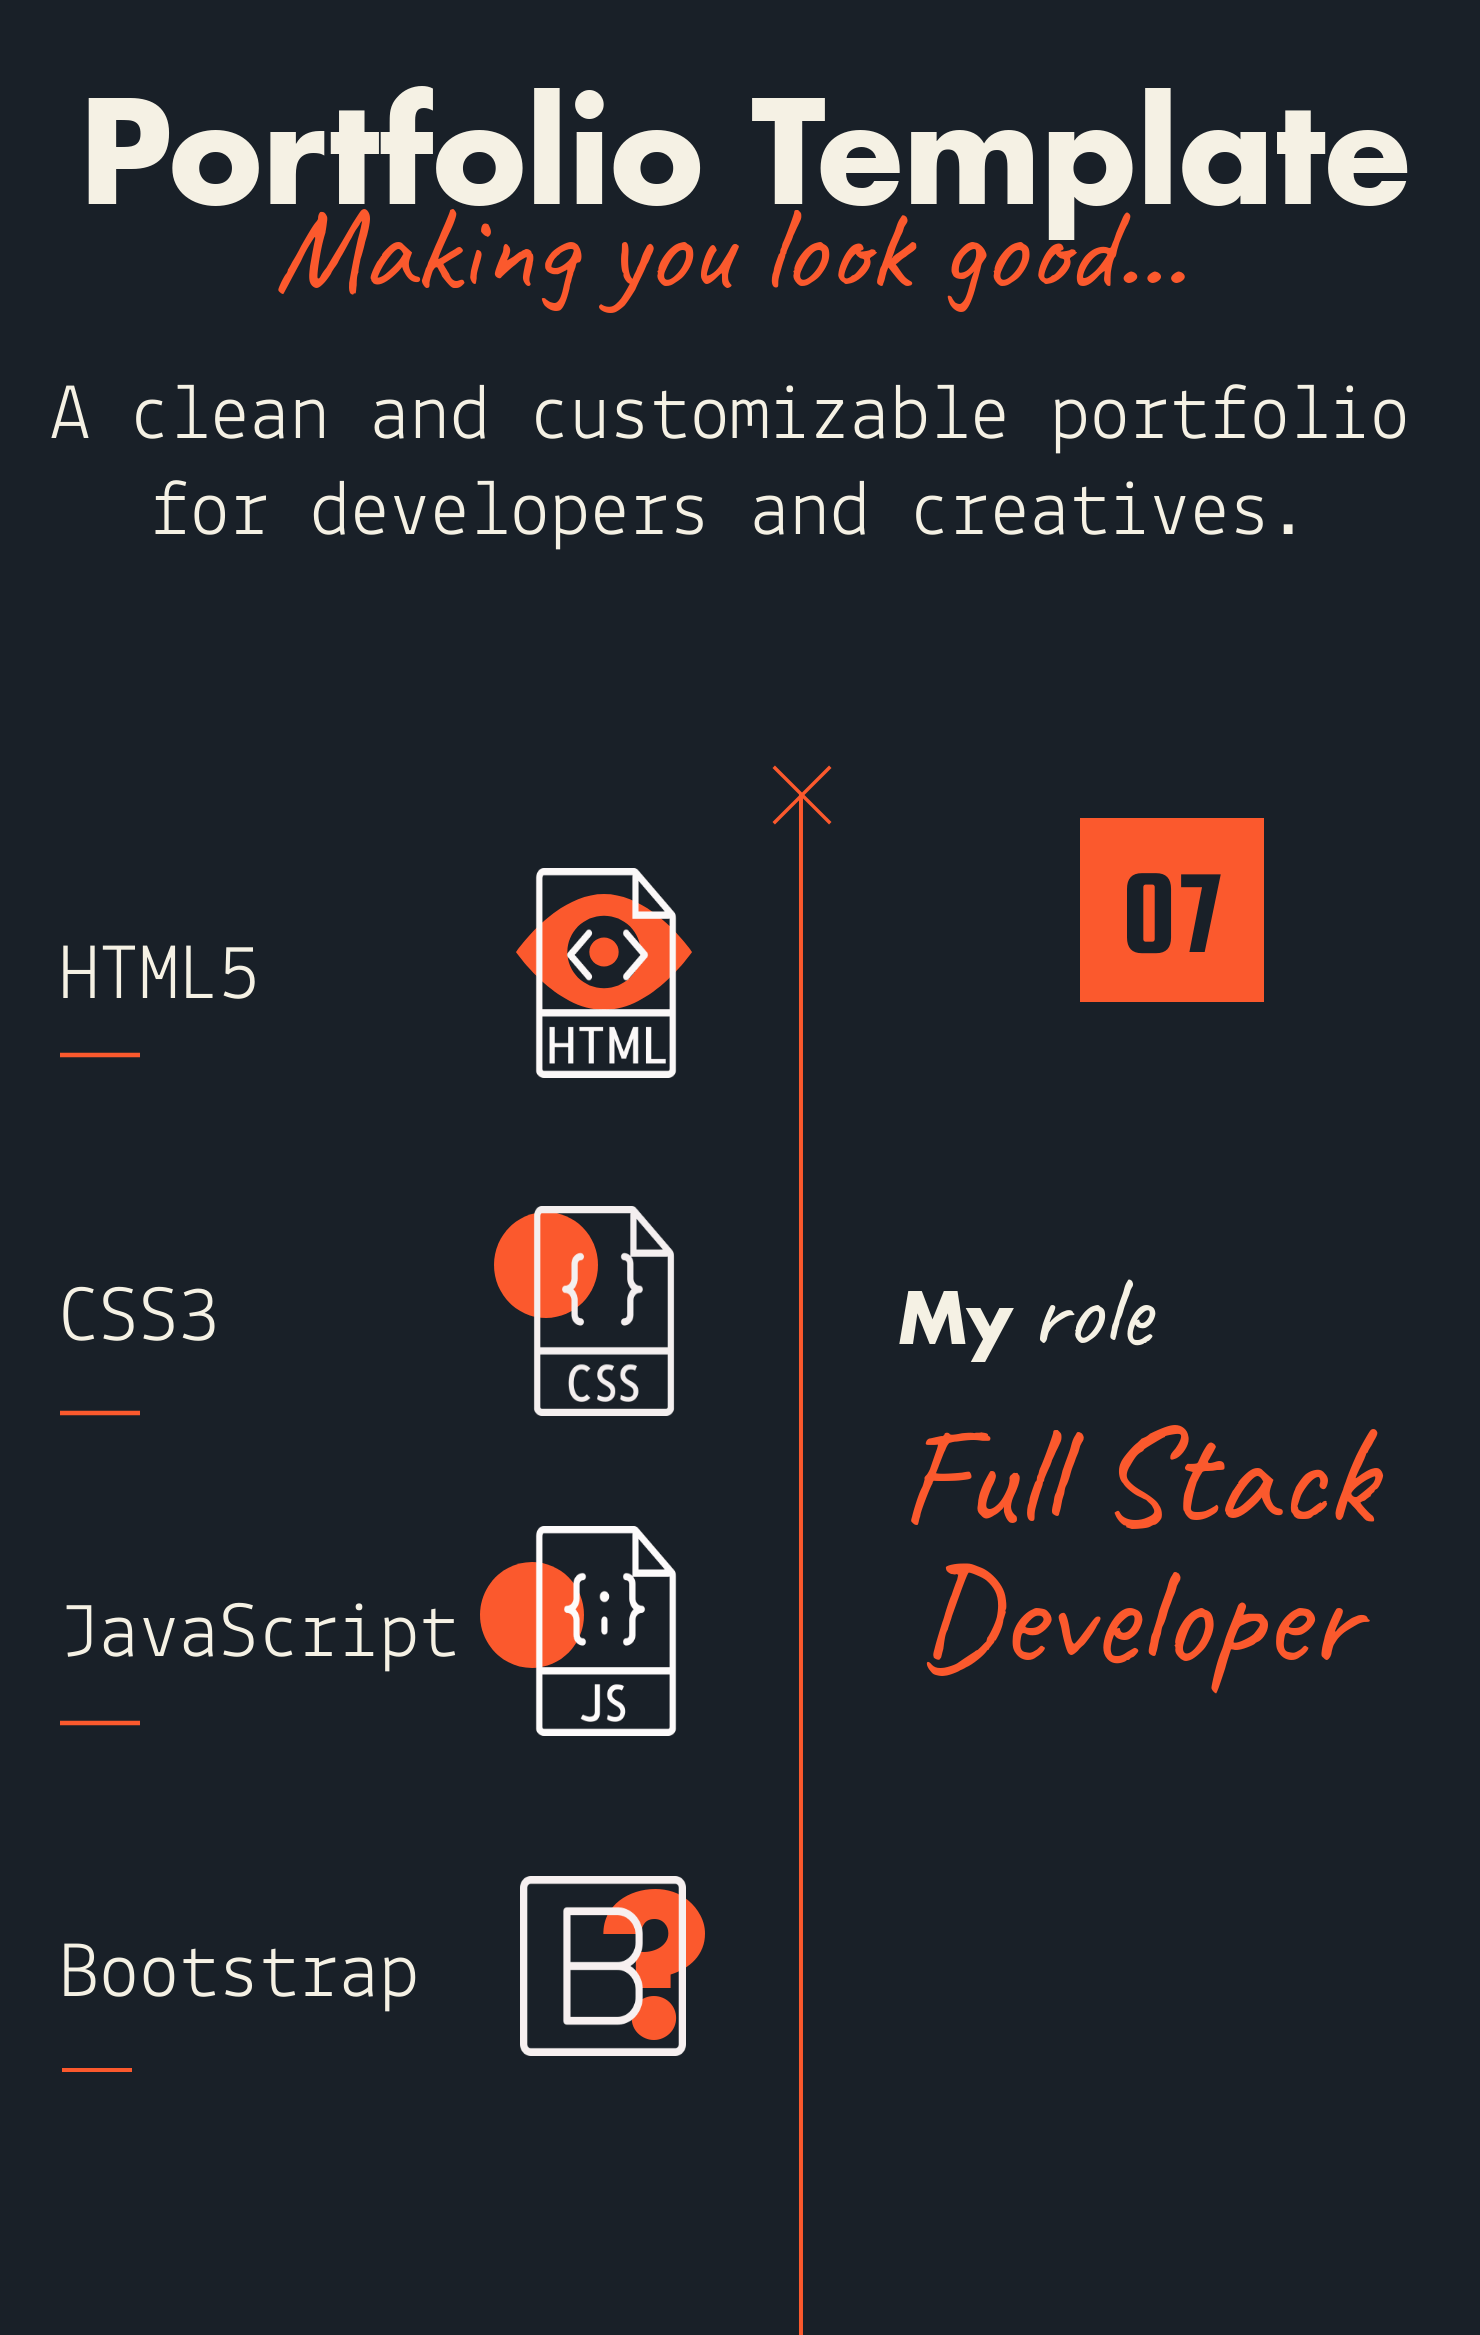 Portfolio Template
Making you look good...
A clean and customizable portfolio
for developers and creatives.
HTML5
HTML
CSS3
{ }
CSS
JavaScript
{;}
JS
Bootstrap
B?
07
My role
Full Stack
Developer